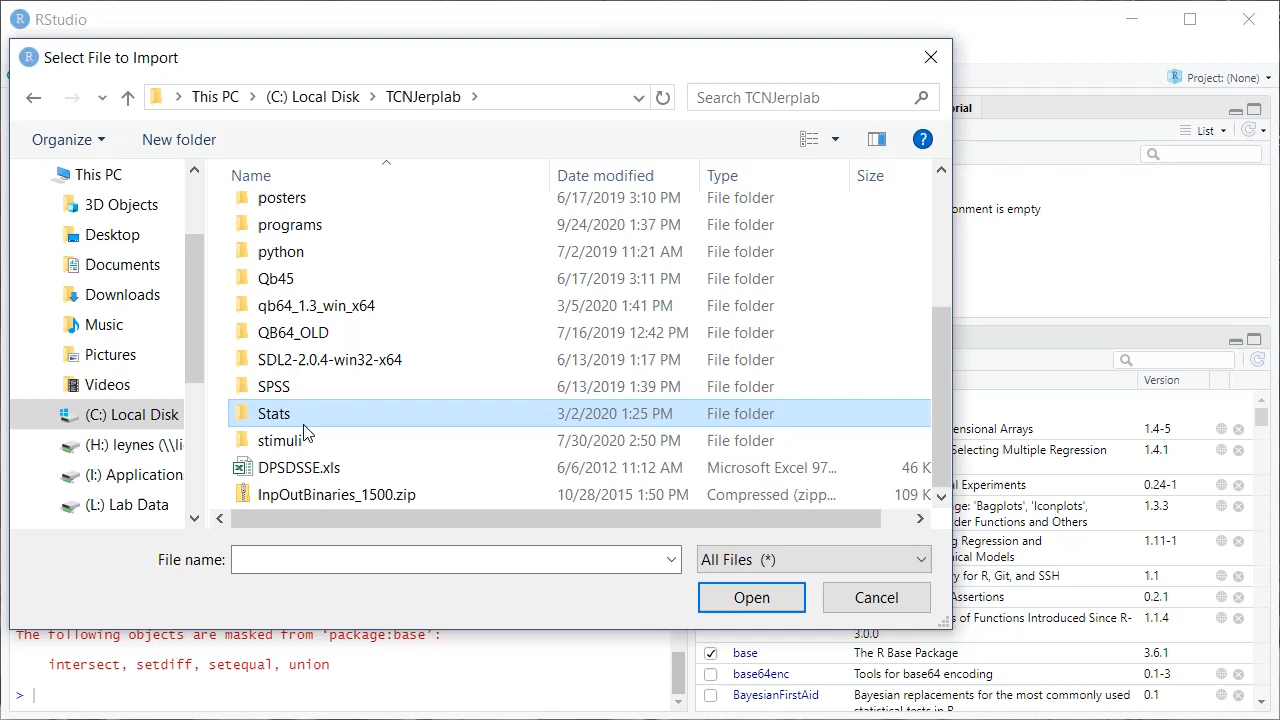 RStudio
Select File to Import
Project: (None)
This PC
(C:) Local Disk
TCNJerplab
Search TCNJerplab
orial
Organize
New folder
List
This PC
Name
Date modified
Type
Size
3D Objects
posters
6/17/2019 3:10 PM
File folder
onment is empty
Desktop
programs
9/24/2020 1:37 PM
File folder
Documents
python
7/2/2019 11:21 AM
File folder
Downloads
Qb45
6/17/2019 3:11 PM
File folder
Music
qb64_1.3_win_x64
3/5/2020 1:41 PM
File folder
Pictures
QB64_OLD
7/16/2019 12:42 PM
File folder
Videos
SDL2-2.0.4-win32-x64
6/13/2019 1:17 PM
File folder
Version
SPSS
6/13/2019 1:39 PM
File folder
(C:) Local Disk
Stats
3/2/2020 1:25 PM
File folder
ensional Arrays
1.4-5
(H:) leynes (\\li
stimuli
7/30/2020 2:50 PM
File folder
Selecting Multiple Regression
1.4.1
(I:) Application
DPSDSSE.xls
6/6/2012 11:12 AM
Microsoft Excel 97...
46 K
al Experiments
0.24-1
(L:) Lab Data
InpOutBinaries_1500.zip
10/28/2015 1:50 PM
Compressed (zipp...
109 K
ge: 'Bagplots', 'Iconplots',
1.3.3
der Functions and Others
ng Regression and
1.11-1
ical Models
File name:
All Files (*)
ry for R, Git, and SSH
1.1
Open
Cancel
Assertions
0.2.1
s of Functions Introduced Since R-
1.1.4
3.0.0
The following objects are masked from 'package:base':
base
The R Base Package
3.6.1
intersect, setdiff, setequal, union
base64enc
Tools for base64 encoding
0.1-3
>
BayesianFirstAid
Bayesian replacements for the most commonly used
0.1
statistical tests in R